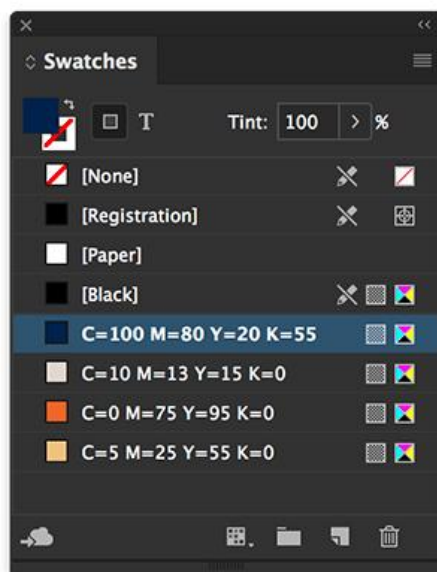 Swatches
T Tint: 100 %
[None]
[Registration]
[Paper]
[Black]
C=100 M=80 Y=20 K=55
C=10 M=13 Y=15 K=0
C=0 M=75 Y=95 K=0
C=5 M=25 Y=55 K=0